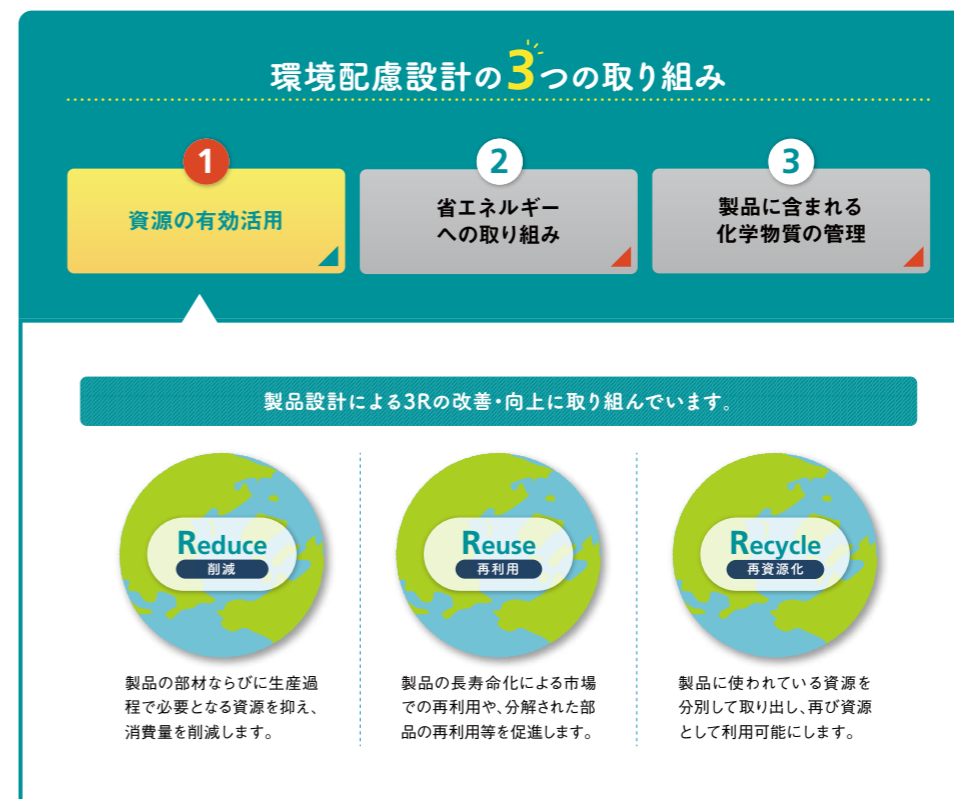 環境配慮設計の3つの取り組み
1
資源の有効活用
2
省エネルギー
への取り組み
3
製品に含まれる
化学物質の管理
製品設計による3Rの改善・向上に取り組んでいます。
Reduce
削減
製品の部材ならびに生産過
程で必要となる資源を抑え、
消費量を削減します。
Reuse
再利用
製品の長寿命化による市場
での再利用や、分解された部
品の再利用等を促進します。
Recycle
再資源化
製品に使われている資源を
分別して取り出し、再び資源
として利用可能にします。